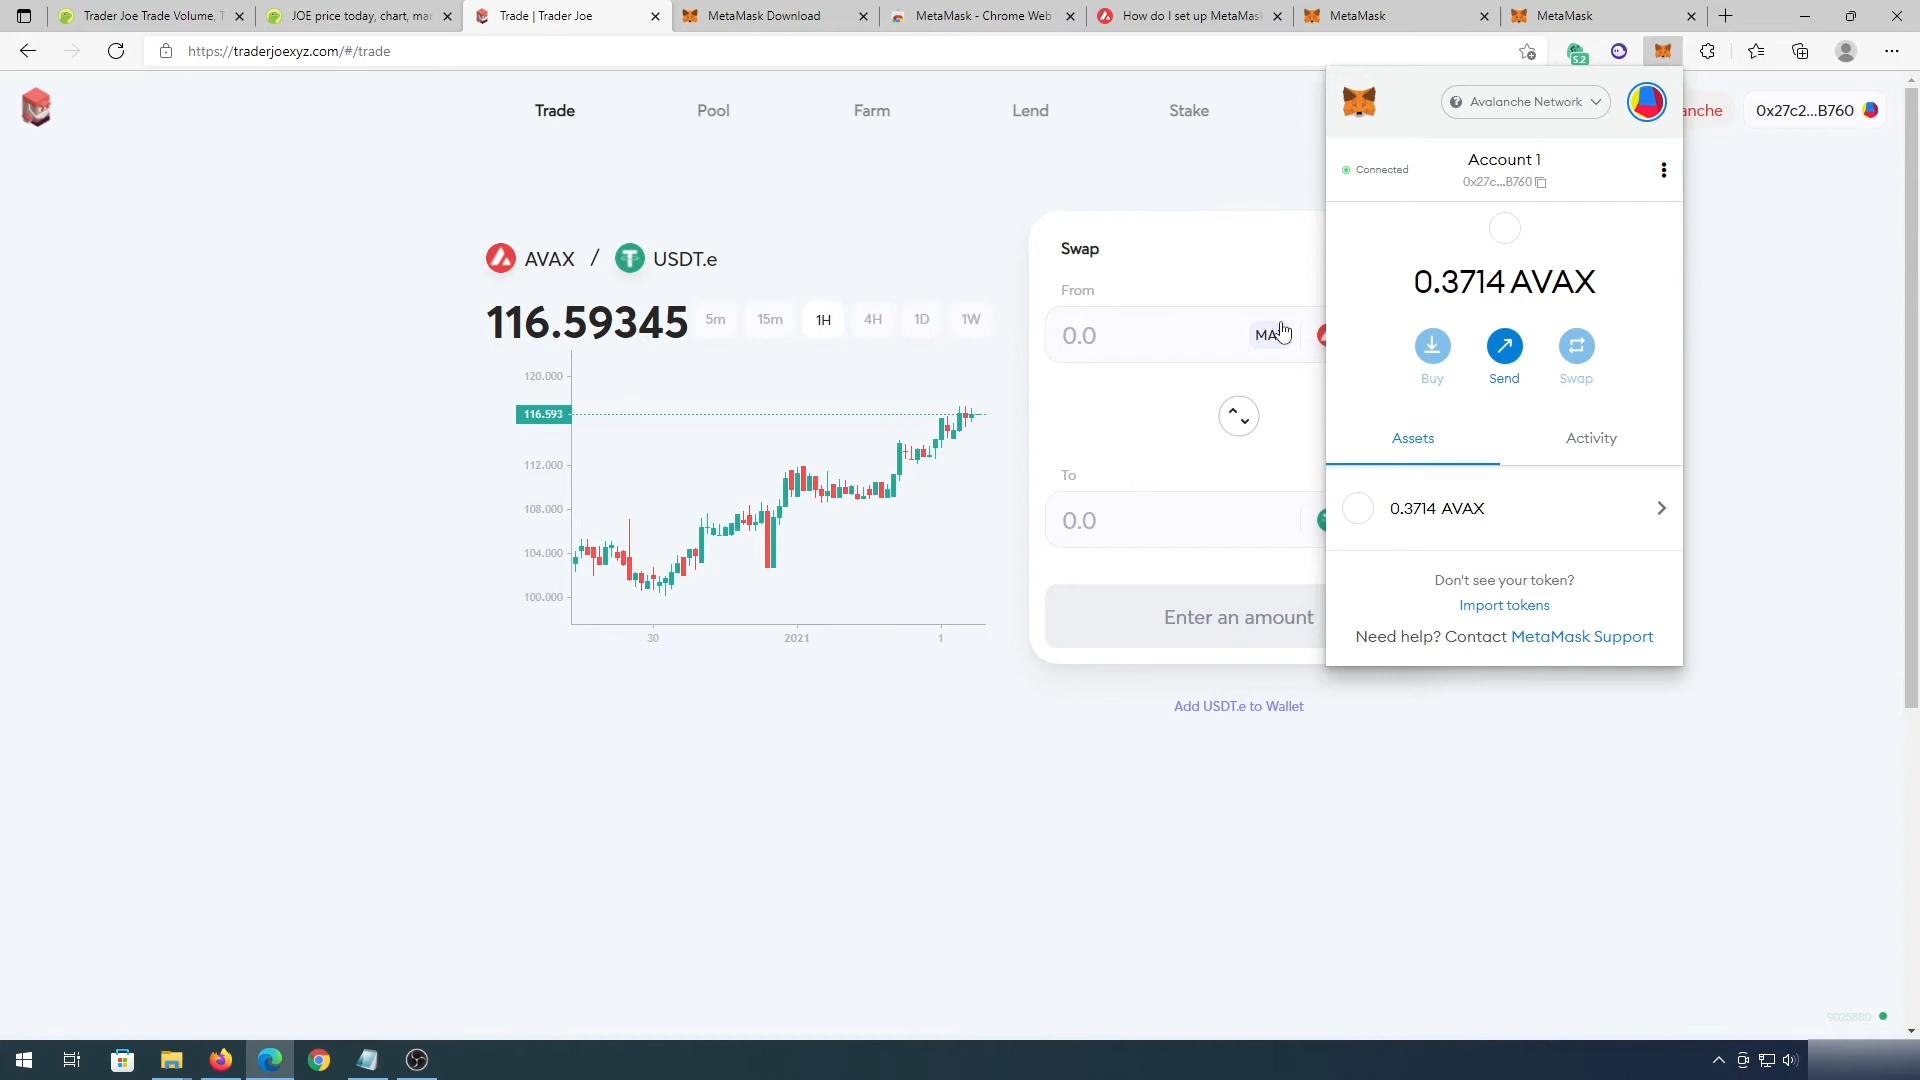 Trader Joe Trade Volume, T
JOE price today, chart, mar
Trade | Trader Joe
MetaMask Download
MetaMask - Chrome Web
How do I set up MetaMask
MetaMask
MetaMask
https://traderjoexyz.com/#/trade
5.2
Trade
Pool
Farm
Lend
Stake
anche
0x27c2...B760
Avalanche Network
Connected
Account 1
0x27c...B760
0.3714 AVAX
Buy
Send
Swap
Assets
Activity
0.3714 AVAX
Don't see your token?
Import tokens
Need help? Contact MetaMask Support
AVAX / USDT.e
116.59345
5m
15m
1H
4H
1D
1W
120.000
116.593
112.000
108.000
104.000
100.000
30
2021
1
Swap
From
0.0
MA
To
0.0
Enter an amount
Add USDT.e to Wallet
9025880